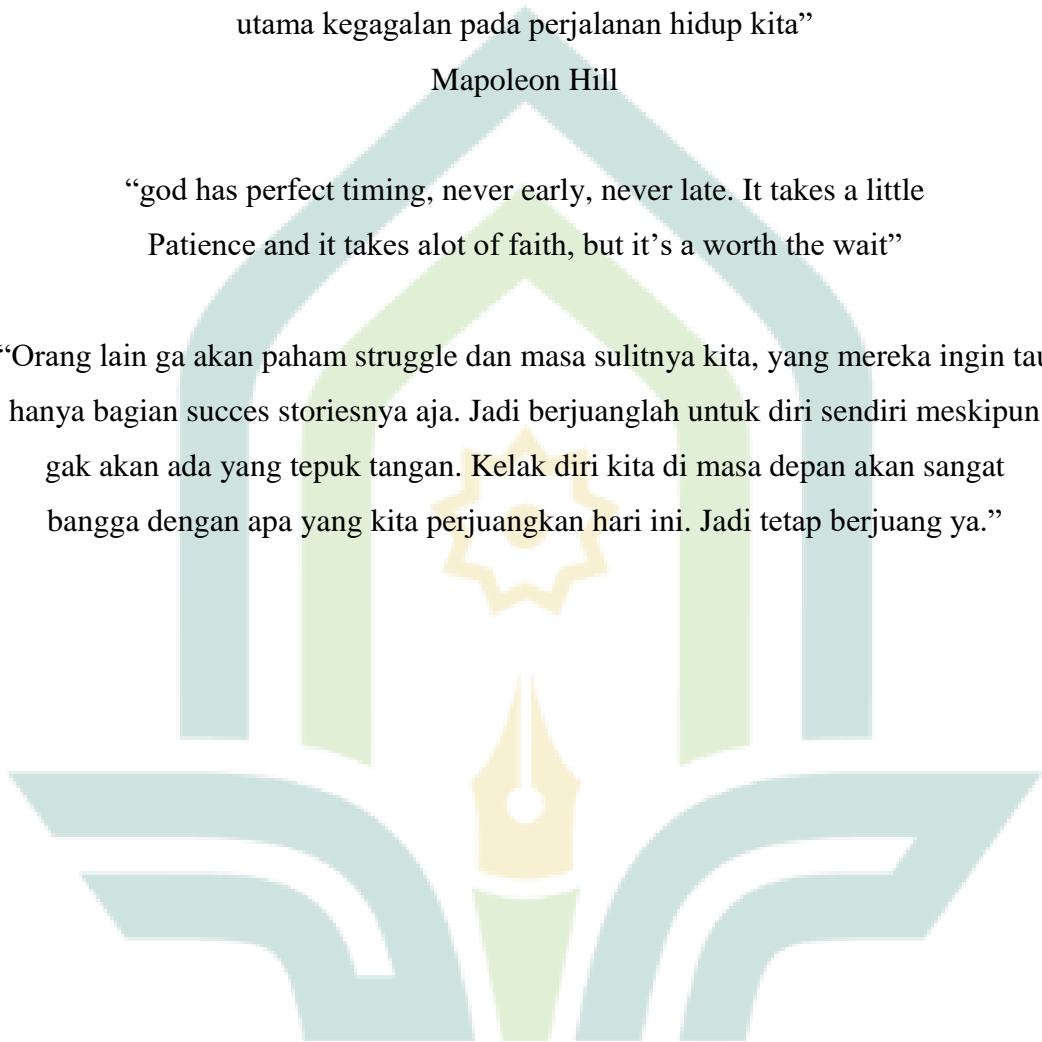 utama kegagalan pada perjalanan hidup kita”
Mapoleon Hill
“god has perfect timing, never early, never late. It takes a little
Patience and it takes alot of faith, but it’s a worth the wait”
“Orang lain ga akan paham struggle dan masa sulitnya kita, yang mereka ingin tau
hanya bagian succes storiesnya aja. Jadi berjuanglah untuk diri sendiri meskipun
gak akan ada yang tepuk tangan. Kelak diri kita di masa depan akan sangat
bangga dengan apa yang kita perjuangkan hari ini. Jadi tetap berjuang ya.”